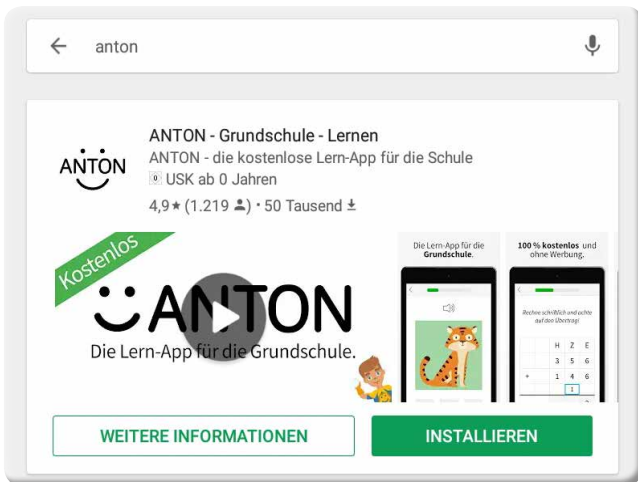 anton
ANTON - Grundschule - Lernen
ANTON - die kostenlose Lern-App für die Schule
0 USK ab 0 Jahren
4,9★ (1.219) • 50 Tausend
ANTON
Kostenlos
ANTON
Die Lern-App für die Grundschule.
Die Lern-App für die
Grundschule.
100 % kostenlos und
ohne Werbung.
Rechne schriftlich und achte
auf den Übertrag!
H Z E
3 5 6
+ 1 4 6
1
WEITERE INFORMATIONEN
INSTALLIEREN